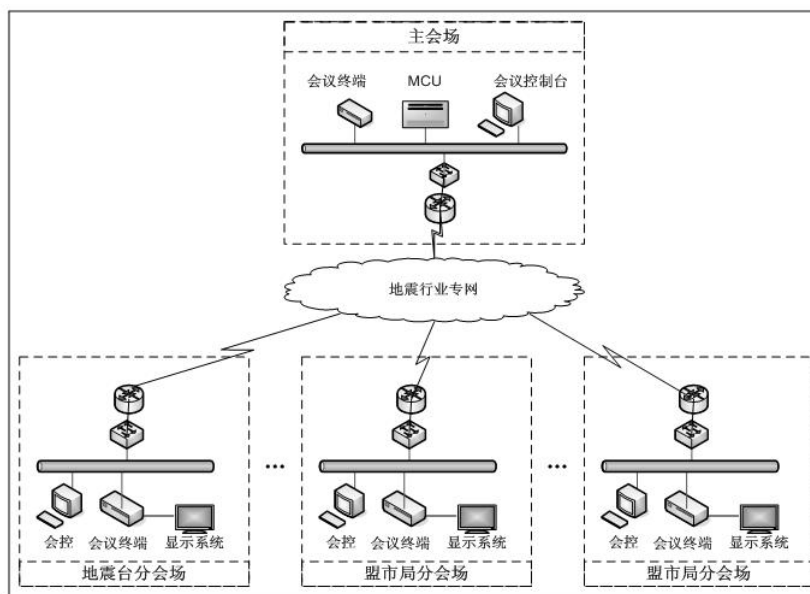 主会场
会议终端 MCU 会议控制台
地震行业专网
... ...
会控 会议终端 显示系统 会控 会议终端 显示系统 会控 会议终端 显示系统
地震台分会场 盟市局分会场 盟市局分会场